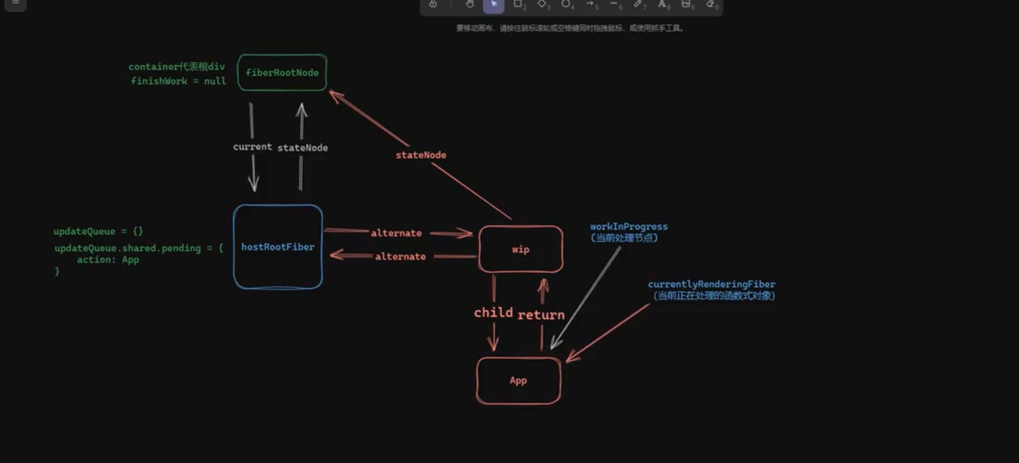 要移动画布，请按住鼠标滚轮或空格键同时拖拽鼠标，或使用抓手工具。
container代表根div
finishWork = null
fiberRootNode
current
stateNode
stateNode
updateQueue = {}
updateQueue.shared.pending = {
action: App
}
hostRootFiber
alternate
alternate
wip
workInProgress
(当前处理节点)
currentlyRenderingFiber
(当前正在处理的函数式对象)
child
return
App